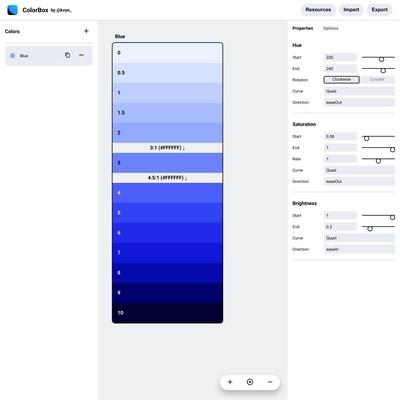 ColorBox by @kvyn_
Resources
Import
Export
Colors
Blue
Blue
0
0.5
1
1.5
2
3:1 (#FFFFFF) ↓
3
4.5:1 (#FFFFFF) ↓
4
5
6
7
8
9
10
Properties
Options
Hue
Start 220
End 240
Rotation Clockwise Counter
Curve Quad
Direction easeOut
Saturation
Start 0.08
End 1
Rate 1
Curve Quad
Direction easeOut
Brightness
Start 1
End 0.2
Curve Quart
Direction easeIn